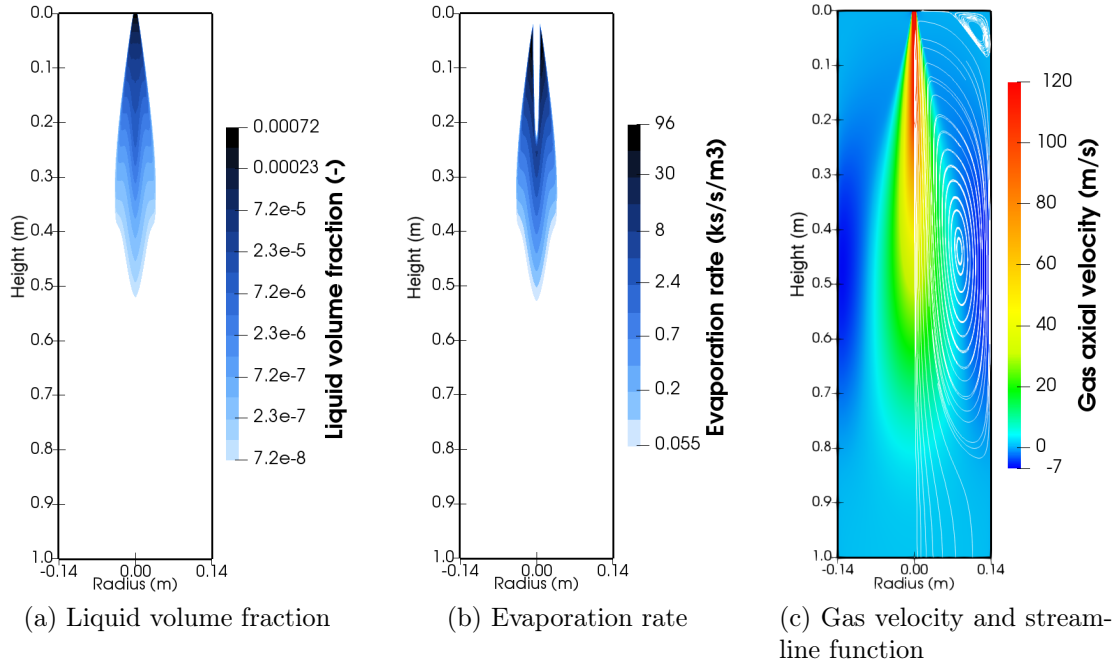 0.0
0.1
0.2
0.3
0.4
0.5
0.6
0.7
0.8
0.9
1.0
Height (m)
-0.14
0.00
0.14
Radius (m)
0.00072
0.00023
7.2e-5
2.3e-5
7.2e-6
2.3e-6
7.2e-7
2.3e-7
7.2e-8
Liquid volume fraction (-)
(a) Liquid volume fraction
0.0
0.1
0.2
0.3
0.4
0.5
0.6
0.7
0.8
0.9
1.0
Height (m)
-0.14
0.00
0.14
Radius (m)
96
30
8
2.4
0.7
0.2
0.055
Evaporation rate (ks/s/m3)
(b) Evaporation rate
0.0
0.1
0.2
0.3
0.4
0.5
0.6
0.7
0.8
0.9
1.0
Height (m)
-0.14
0.00
0.14
Radius (m)
120
100
80
60
40
20
0
-7
Gas axial velocity (m/s)
(c) Gas velocity and stream-
line function